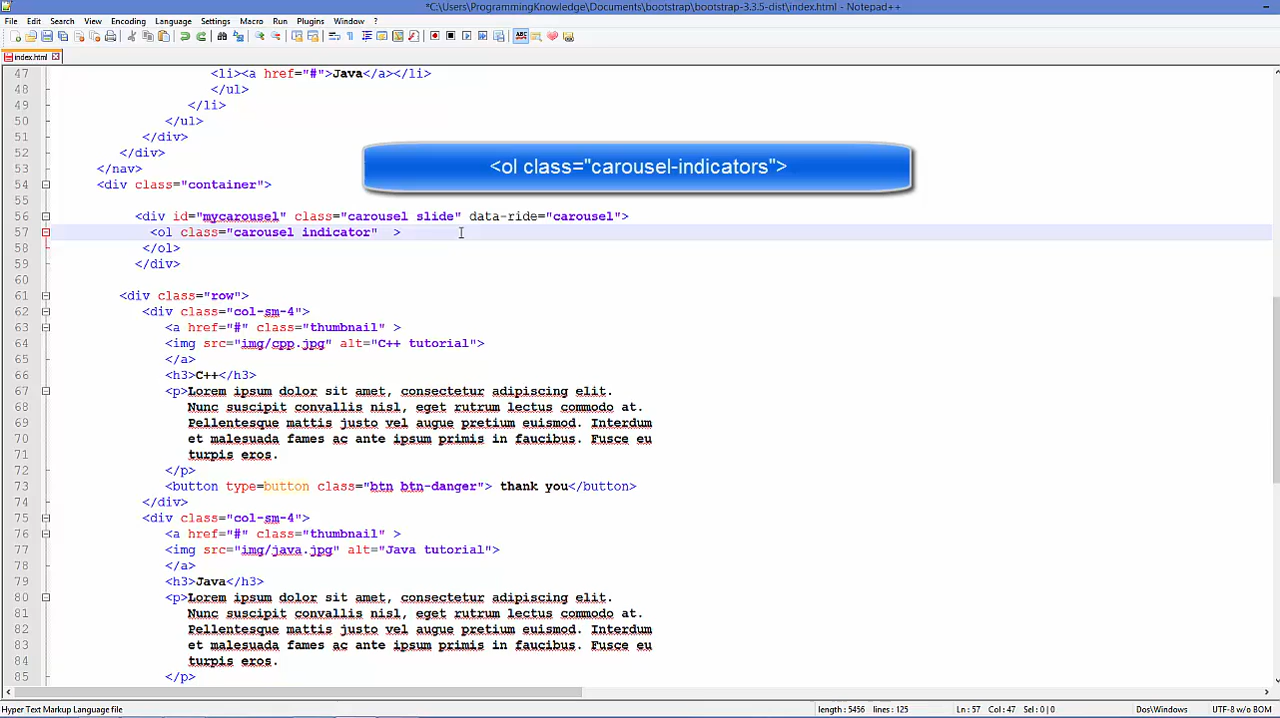 *C:\Users\ProgrammingKnowledge\Documents\bootstrap\bootstrap-3.3.5-dist\index.html - Notepad++
File Edit Search View Encoding Language Settings Macro Run Plugins Window ?
index.html
47 <li><a href="#">Java</a></li>
48 </ul>
49 </li>
50 </ul>
51 </div>
52 </div>
53 </nav>
<ol class="carousel-indicators">
54 <div class="container">
55
56 <div id="mycarousel" class="carousel slide" data-ride="carousel">
57 <ol class="carousel indicator" >
58 </ol>
59 </div>
60
61 <div class="row">
62 <div class="col-sm-4">
63 <a href="#" class="thumbnail" >
64 <img src="img/cpp.jpg" alt="C++ tutorial">
65 </a>
66 <h3>C++</h3>
67 <p>Lorem ipsum dolor sit amet, consectetur adipiscing elit.
68 Nunc suscipit convallis nisl, eget rutrum lectus commodo at.
69 Pellentesque mattis justo vel augue pretium euismod. Interdum
70 et malesuada fames ac ante ipsum primis in faucibus. Fusce eu
71 turpis eros.
72 </p>
73 <button type=button class="btn btn-danger"> thank you</button>
74 </div>
75 <div class="col-sm-4">
76 <a href="#" class="thumbnail" >
77 <img src="img/java.jpg" alt="Java tutorial">
78 </a>
79 <h3>Java</h3>
80 <p>Lorem ipsum dolor sit amet, consectetur adipiscing elit.
81 Nunc suscipit convallis nisl, eget rutrum lectus commodo at.
82 Pellentesque mattis justo vel augue pretium euismod. Interdum
83 et malesuada fames ac ante ipsum primis in faucibus. Fusce eu
84 turpis eros.
85 </p>
Hyper Text Markup Language file length : 5456 lines : 125 Ln : 57 Col : 47 Sel : 0 | 0 Dos\Windows UTF-8 w/o BOM